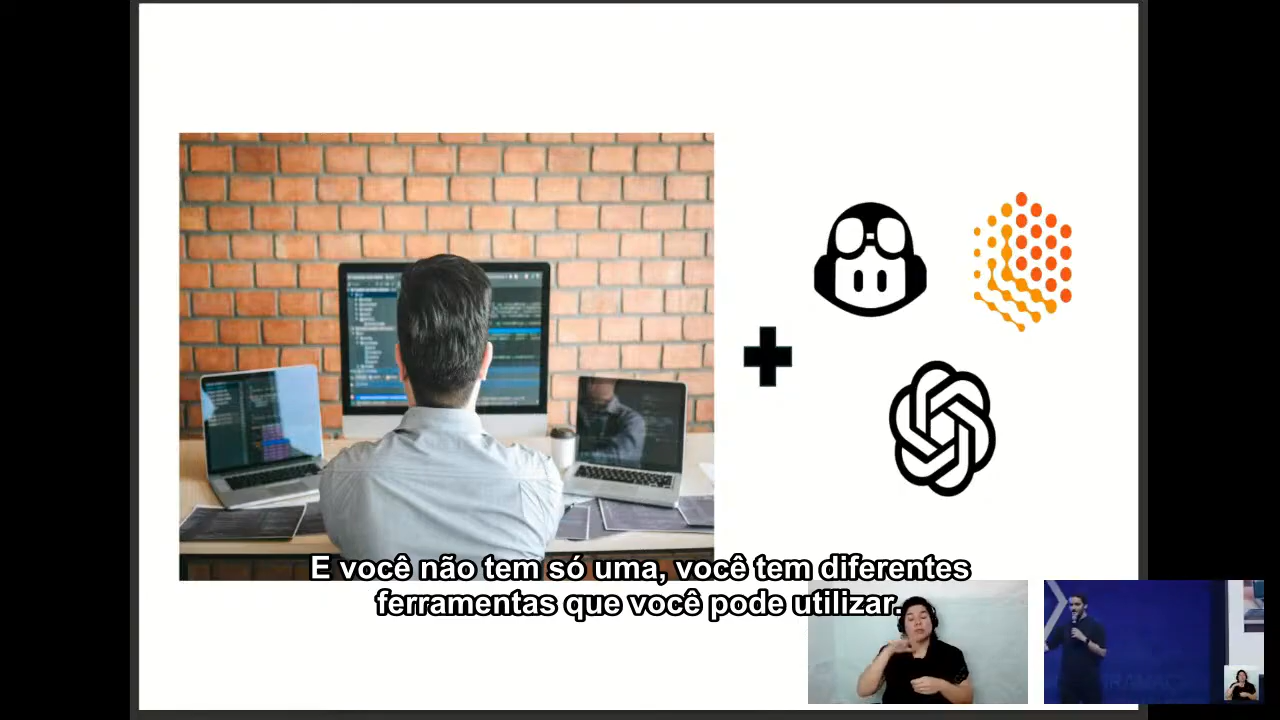 E você não tem só uma, você tem diferentes
ferramentas que você pode utilizar.